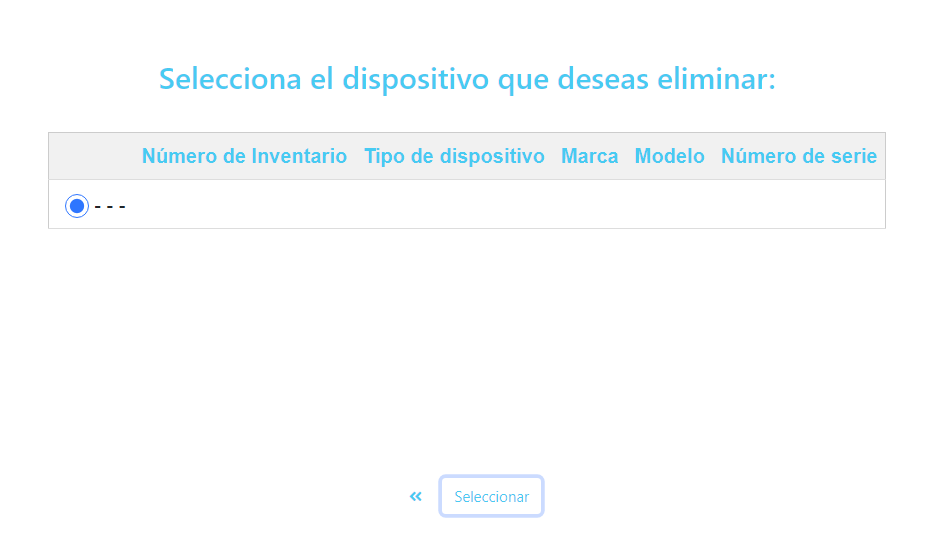 Selecciona el dispositivo que deseas eliminar:
Número de Inventario Tipo de dispositivo Marca Modelo Número de serie
- - -
« Seleccionar